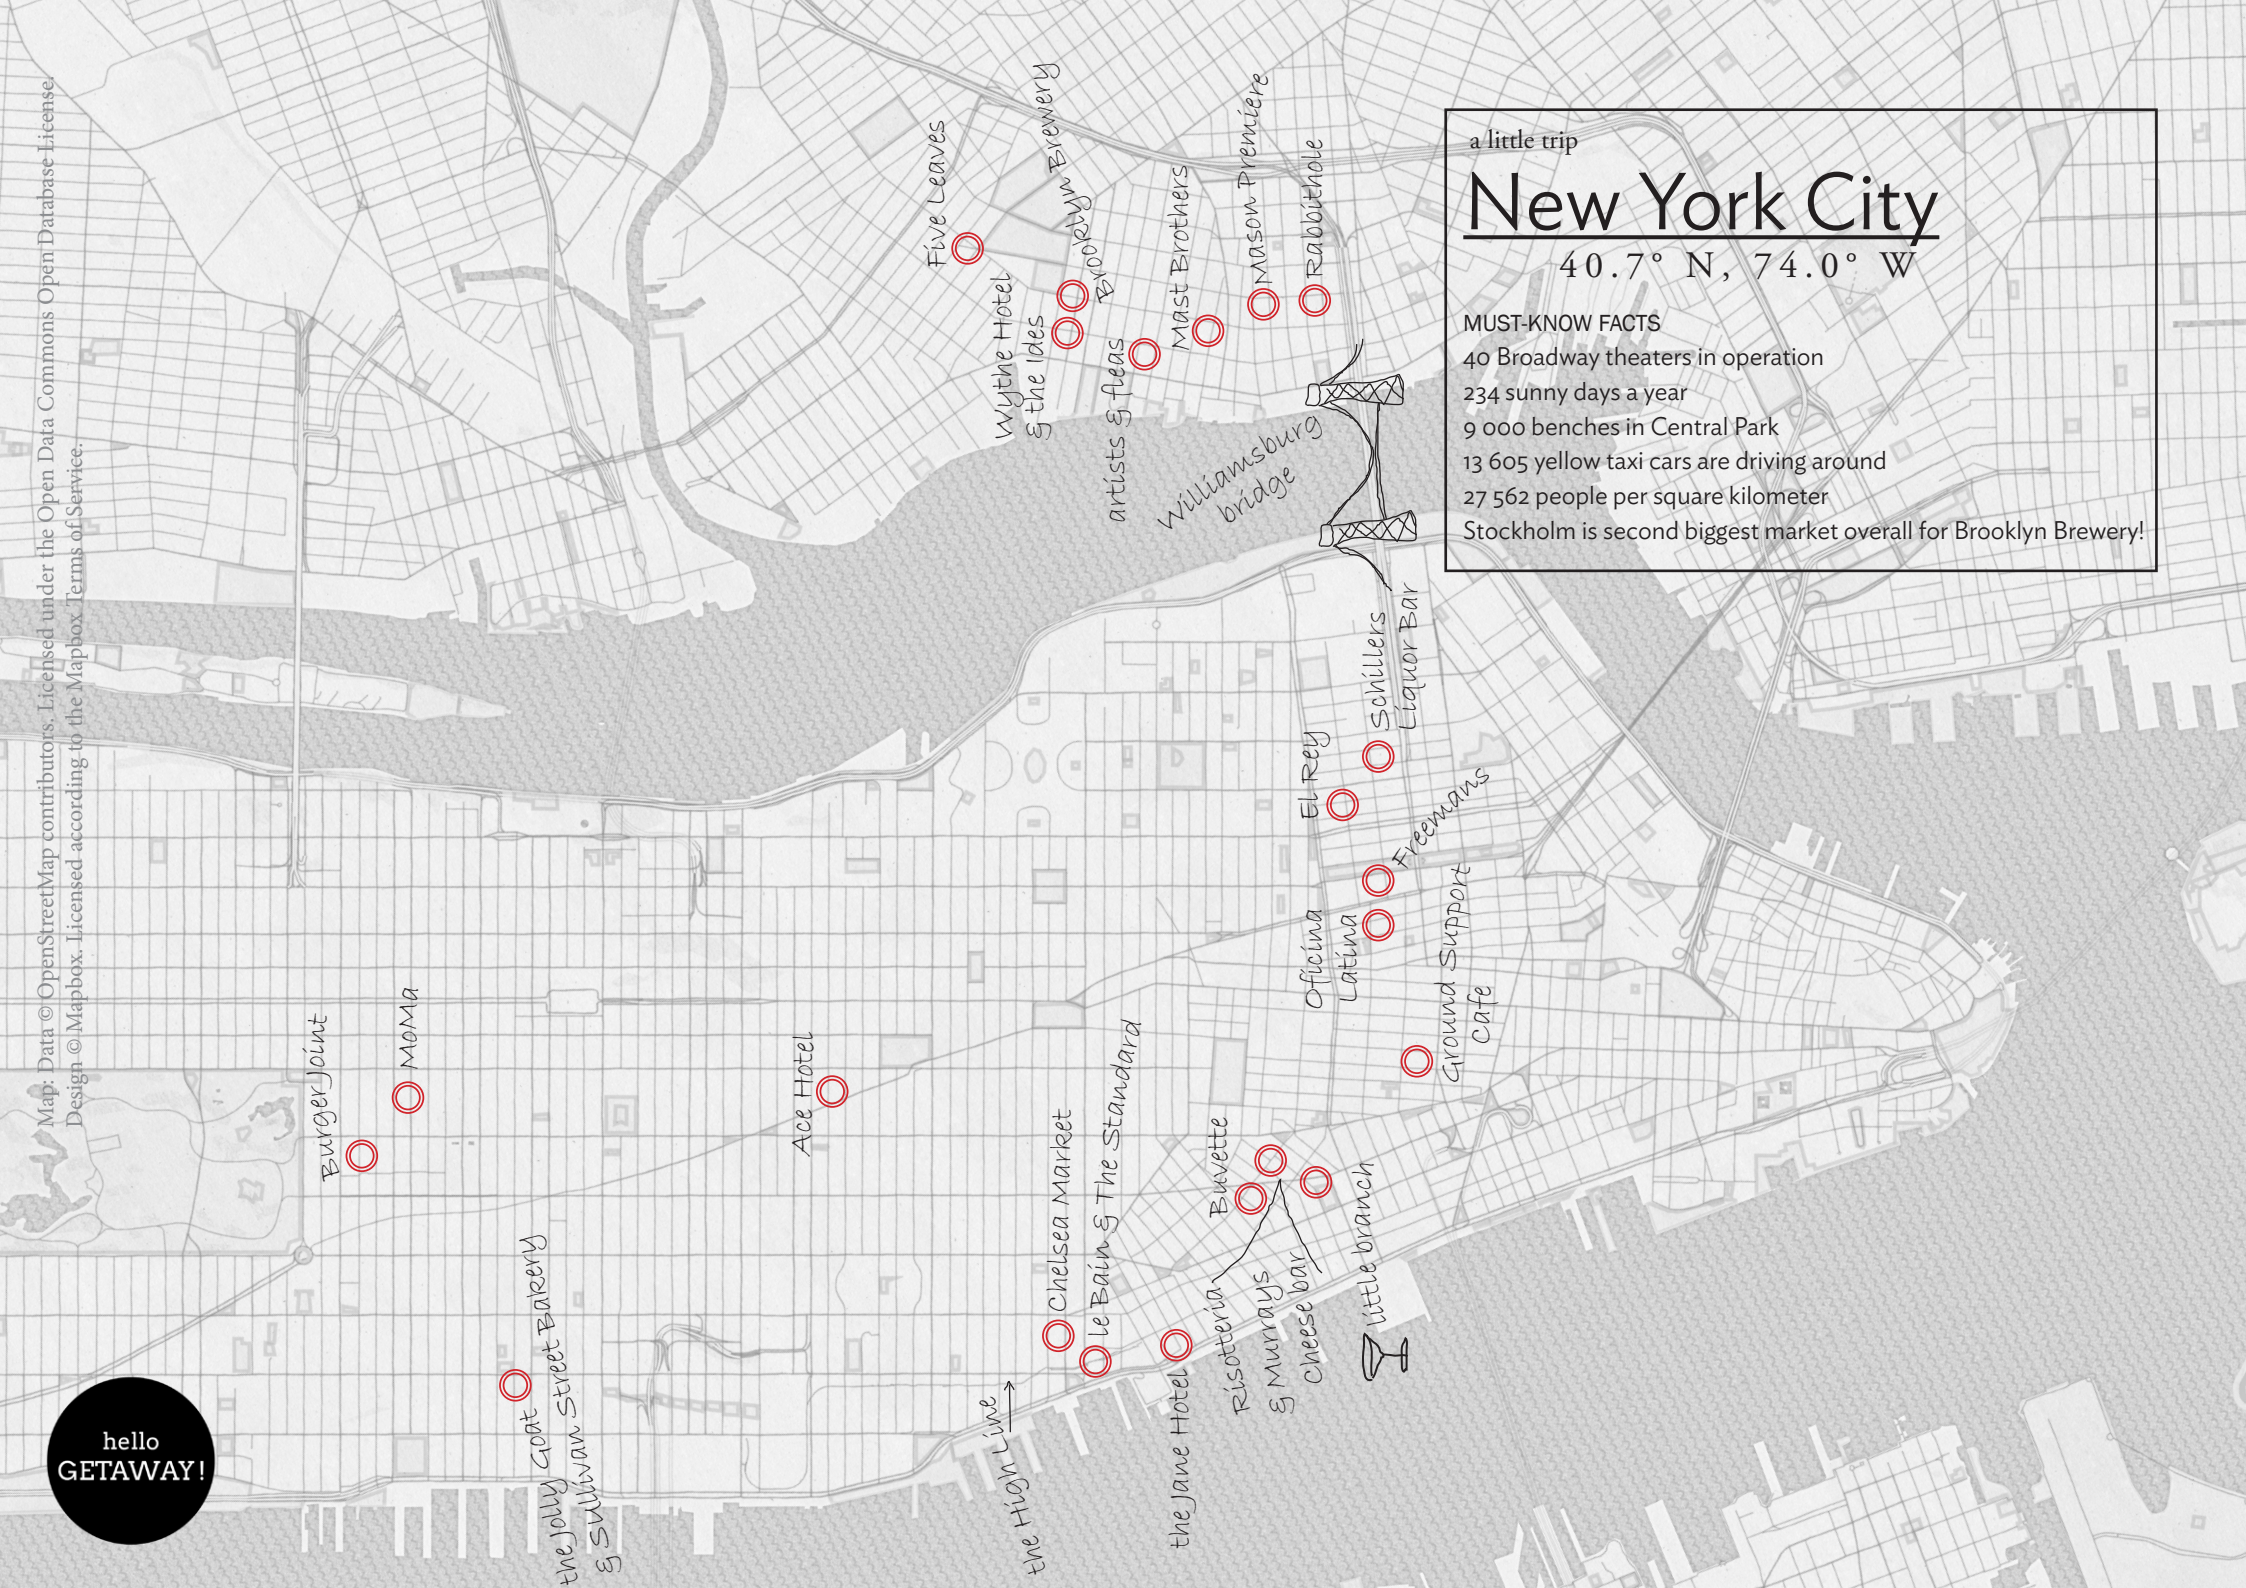 a little trip
New York City
40.7° N, 74.0° W
MUST-KNOW FACTS
40 Broadway theaters in operation
234 sunny days a year
9 000 benches in Central Park
13 605 yellow taxi cars are driving around
27 562 people per square kilometer
Stockholm is second biggest market overall for Brooklyn Brewery!
Five Leaves
Brooklyn Brewery
Wythe Hotel
& the Ides
artists & fleas
Mast Brothers
Mason Premiere
Rabbithole
Williamsburg
bridge
Schillers
Liquor Bar
El Rey
Freemans
Oficina
Latina
Ground Support
Cafe
Burger Joint
MoMa
Ace Hotel
Chelsea Market
le Bain & The Standard
Buvette
Risotteria
& Murrays
Cheese bar
little branch
the Jane Hotel
the High Line
the Jolly Goat
& Sullivan Street Bakery
hello
GETAWAY!
Map: Data © OpenStreetMap contributors. Licensed under the Open Data Commons Open Database License.
Design © Mapbox. Licensed according to the Mapbox Terms of Service.